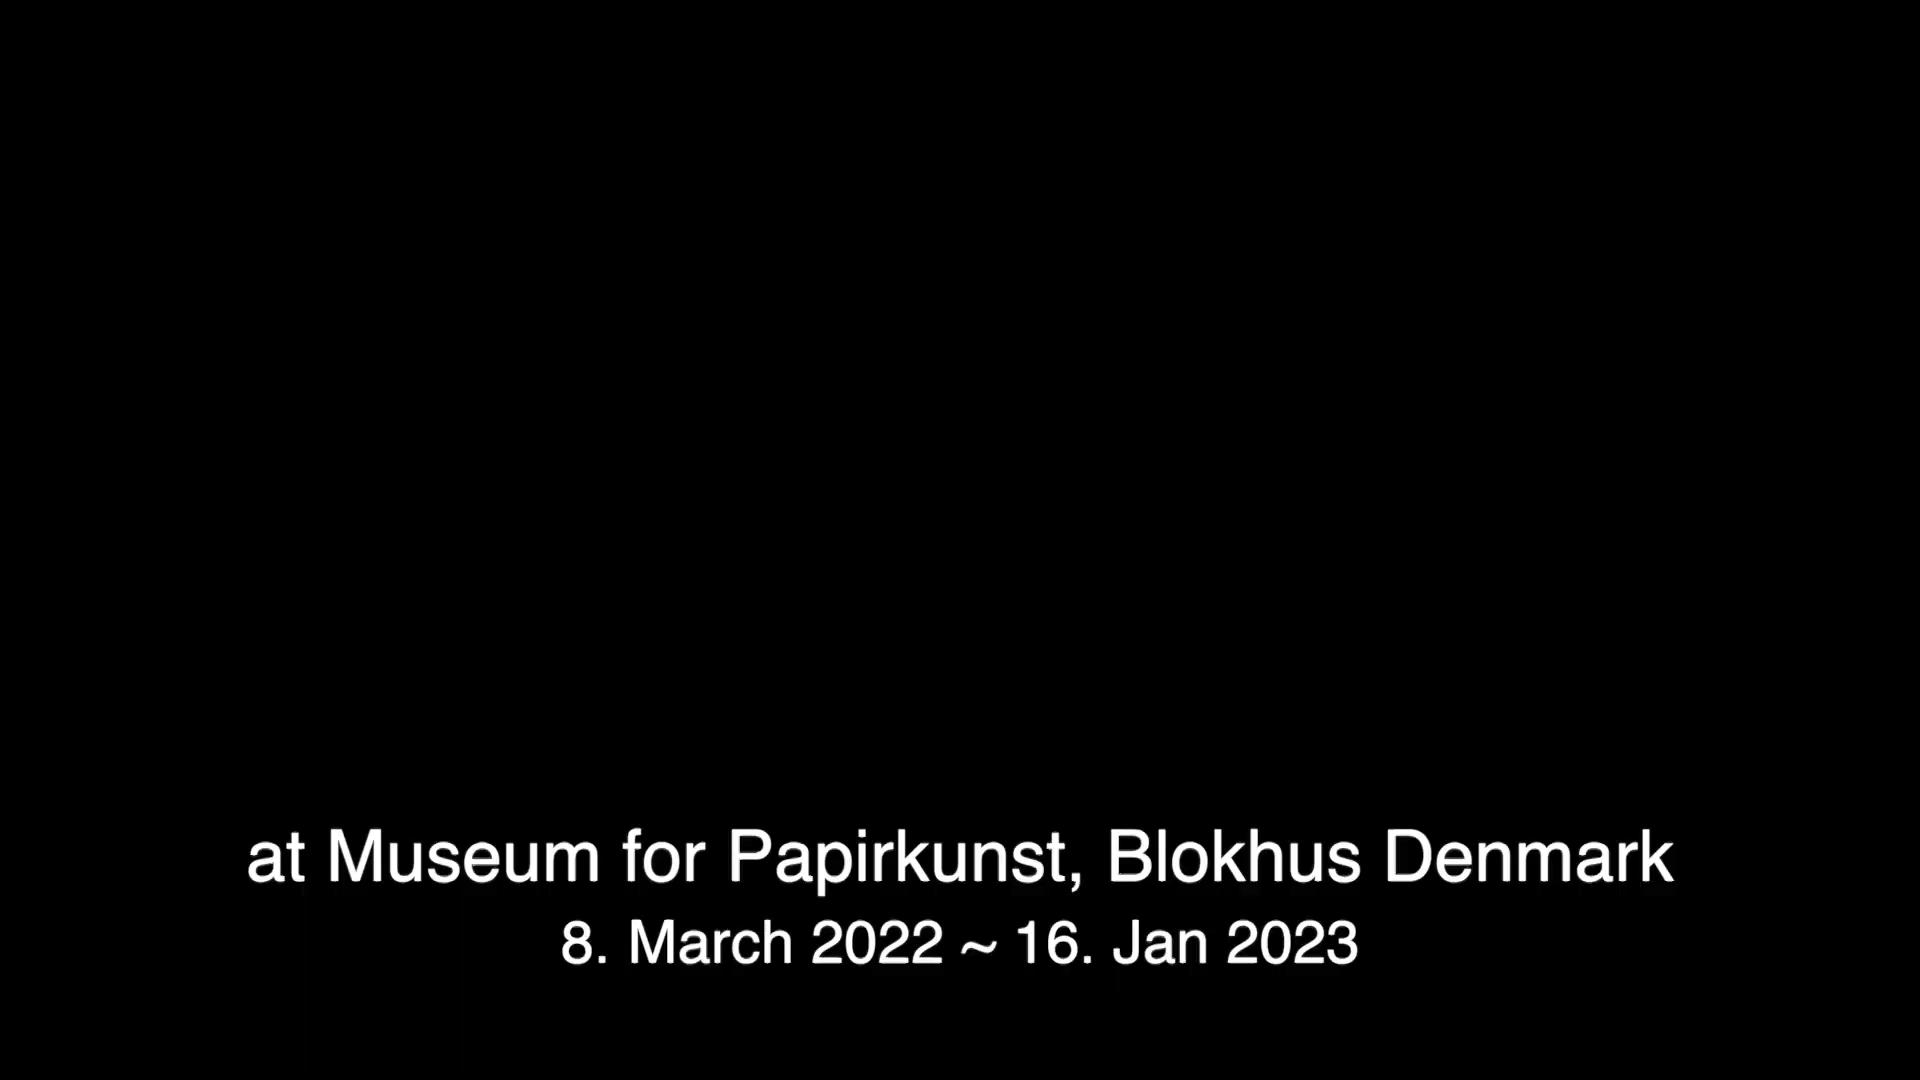 at Museum for Papirkunst, Blokhus Denmark
8. March 2022 ~ 16. Jan 2023